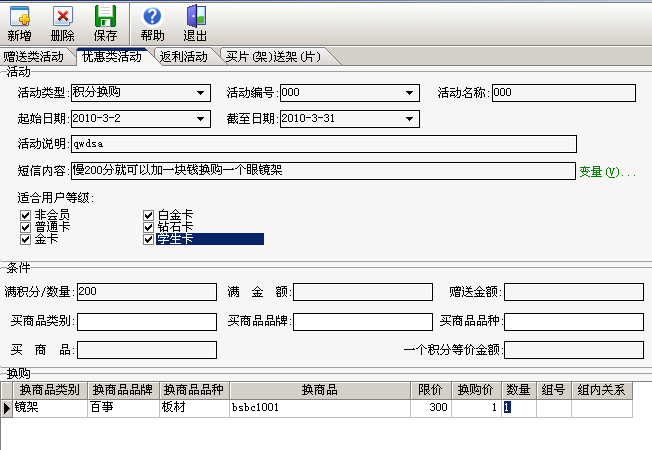 新增 删除 保存 帮助 退出
赠送类活动 优惠类活动 返利活动 买片(架)送架(片)
活动
活动类型: 积分换购 活动编号: 000 活动名称: 000
起始日期: 2010-3-2 截至日期: 2010-3-31
活动说明: qwdsa
短信内容: 慢200分就可以加一块钱换购一个眼镜架 变量(V)...
适合用户等级:
非会员 白金卡
普通卡 钻石卡
金卡 学生卡
条件
满积分/数量: 200 满 金 额: 赠送金额:
买商品类别: 买商品品牌: 买商品品种:
买 商 品: 一个积分等价金额:
换购
换商品类别 换商品品牌 换商品品种 换商品 限价 换购价 数量 组号 组内关系
镜架 百亊 板材 bsbc1001 300 1 1